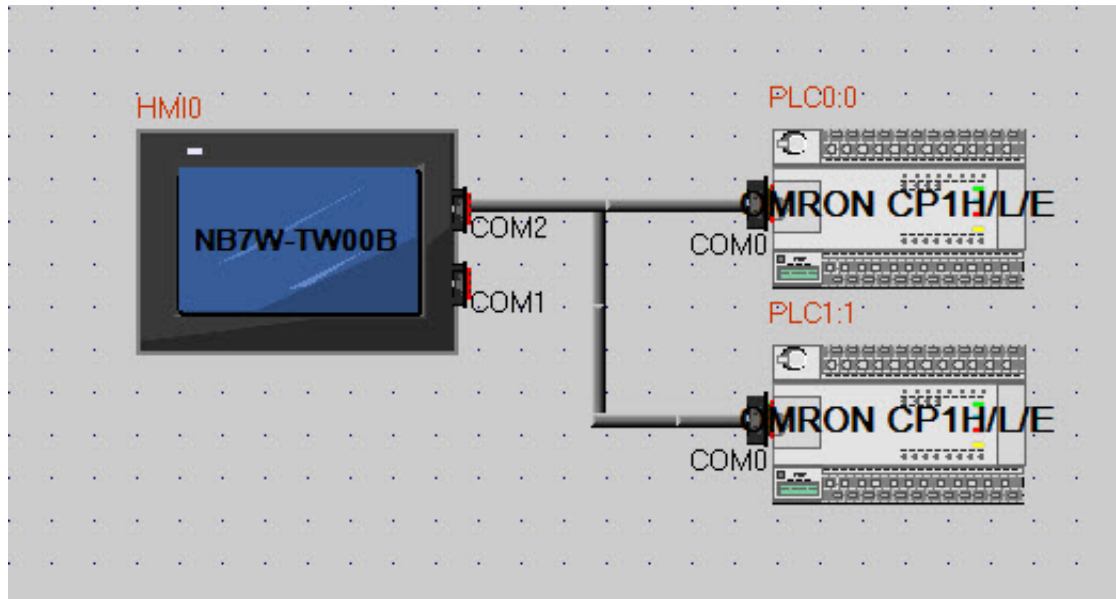 HMI0
NB7W-TW00B
COM2
COM1
PLC0:0
OMRON CP1H/L/E
COM0
PLC1:1
OMRON CP1H/L/E
COM0